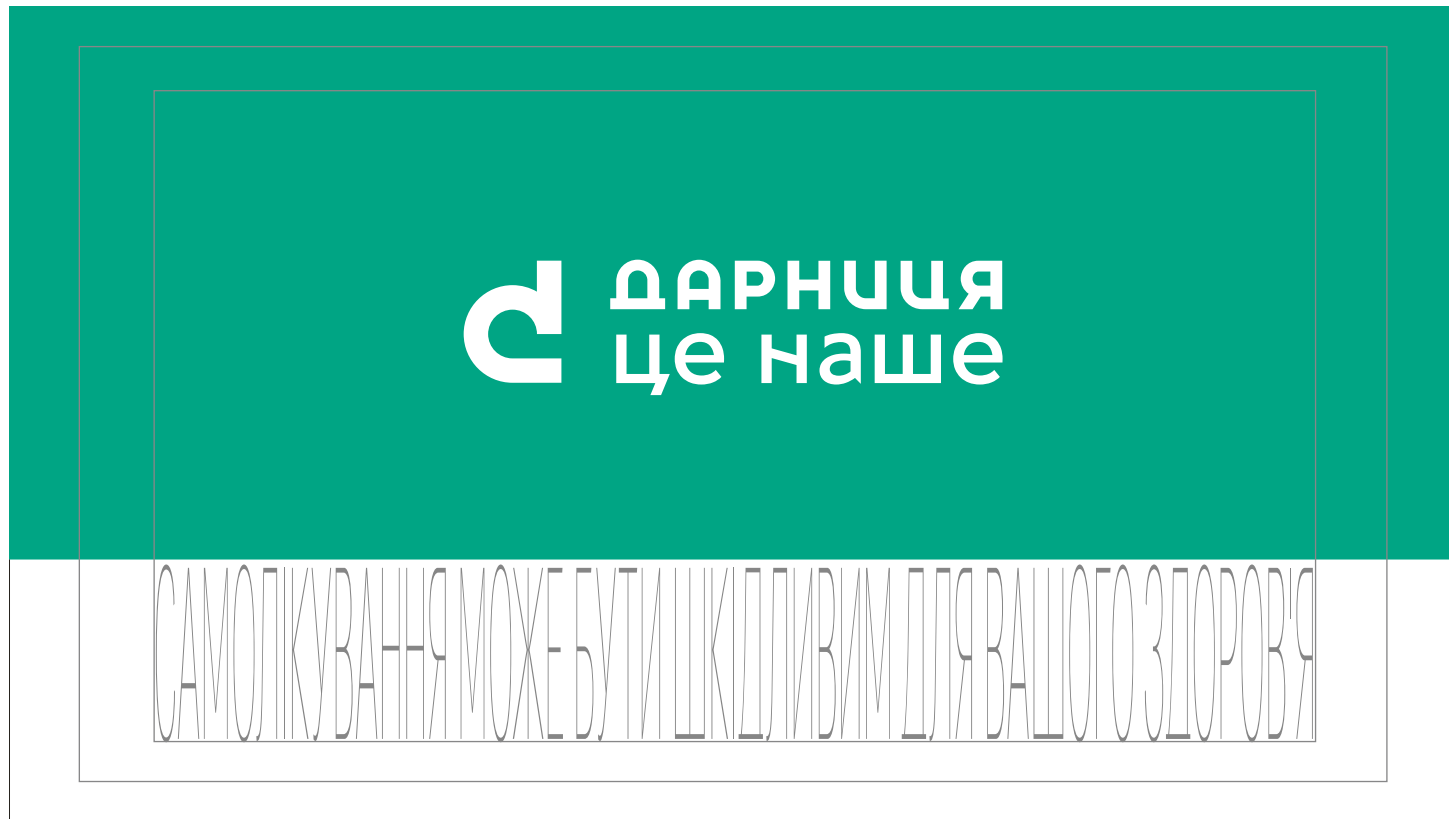 ДАРНИЦЯ
це наше
САМОЛІКУВАННЯ МОЖЕ БУТИ ШКІДЛИВИМ ДЛЯ ВАШОГО ЗДОРОВ'Я